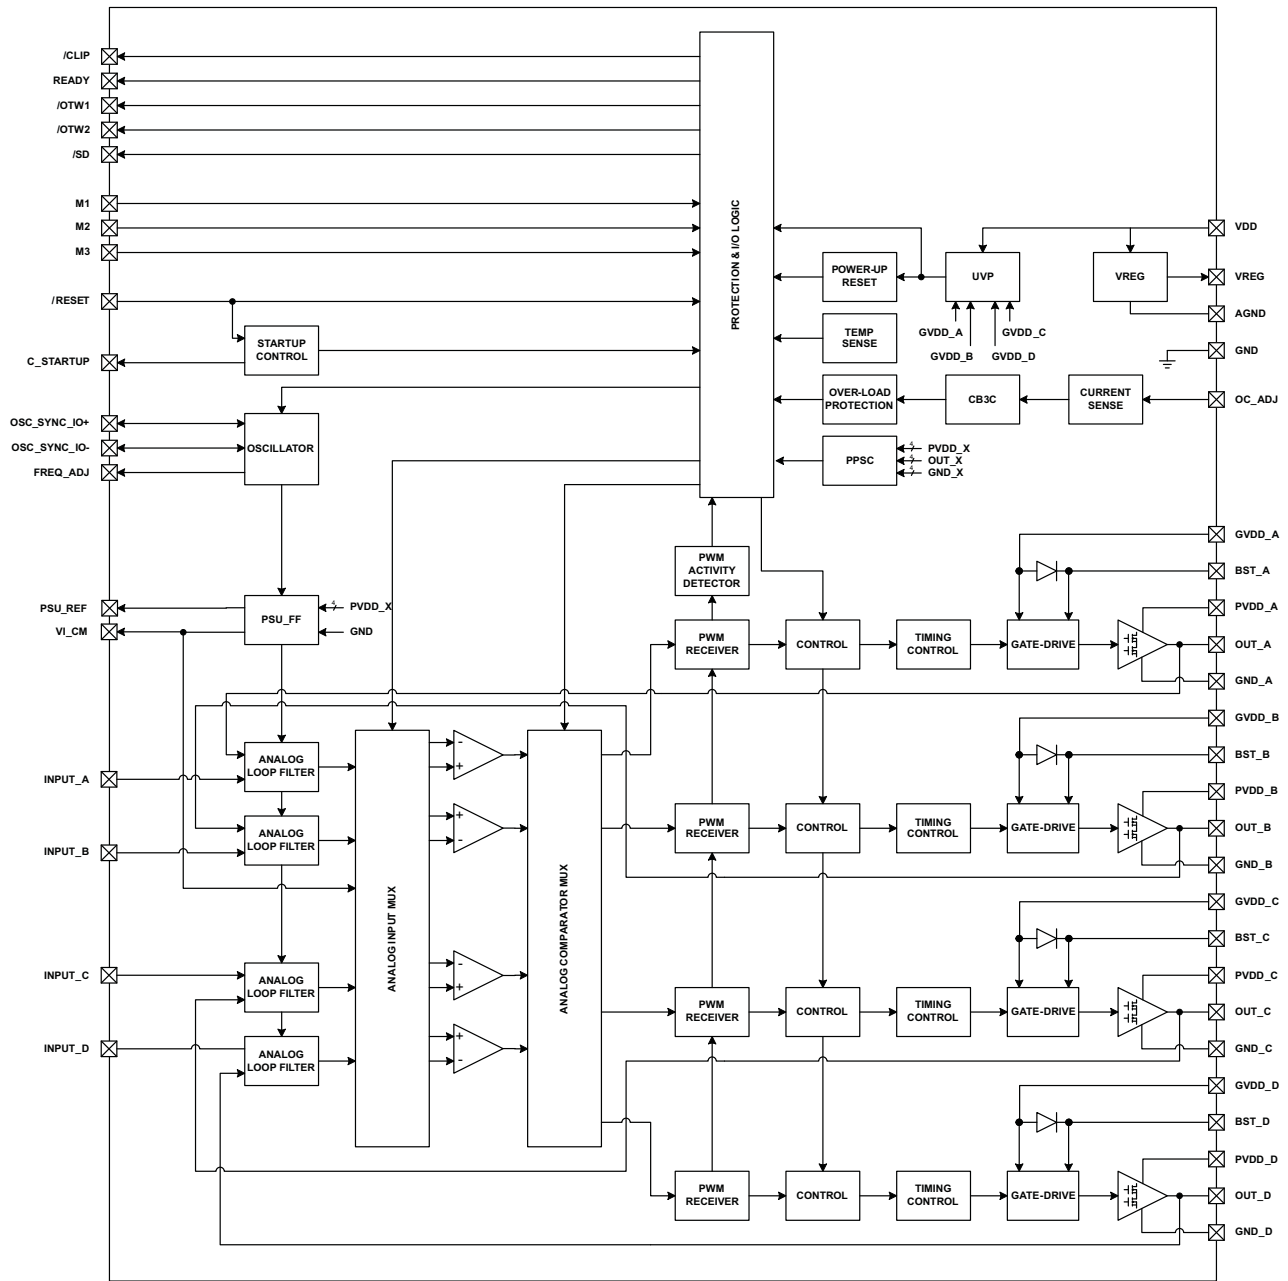 /CLIP
READY
/OTW1
/OTW2
/SD
M1
M2
M3
/RESET
C_STARTUP
STARTUP
CONTROL
OSC_SYNC_IO+
OSC_SYNC_IO-
FREQ_ADJ
OSCILLATOR
PROTECTION & I/O LOGIC
POWER-UP
RESET
UVP
VREG
VDD
VREG
AGND
GND
OC_ADJ
GVDD_A
GVDD_C
GVDD_B
GVDD_D
TEMP
SENSE
OVER-LOAD
PROTECTION
CB3C
CURRENT
SENSE
PPSC
4
PVDD_X
4
OUT_X
4
GND_X
PWM
ACTIVITY
DETECTOR
PSU_REF
VI_CM
PSU_FF
4
PVDD_X
GND
PWM
RECEIVER
CONTROL
TIMING
CONTROL
GATE-DRIVE
GVDD_A
BST_A
PVDD_A
OUT_A
GND_A
INPUT_A
ANALOG
LOOP FILTER
INPUT_B
ANALOG
LOOP FILTER
INPUT_C
ANALOG
LOOP FILTER
INPUT_D
ANALOG
LOOP FILTER
ANALOG INPUT MUX
-
+
+
-
-
+
+
-
ANALOG COMPARATOR MUX
PWM
RECEIVER
CONTROL
TIMING
CONTROL
GATE-DRIVE
GVDD_B
BST_B
PVDD_B
OUT_B
GND_B
PWM
RECEIVER
CONTROL
TIMING
CONTROL
GATE-DRIVE
GVDD_C
BST_C
PVDD_C
OUT_C
GND_C
PWM
RECEIVER
CONTROL
TIMING
CONTROL
GATE-DRIVE
GVDD_D
BST_D
PVDD_D
OUT_D
GND_D